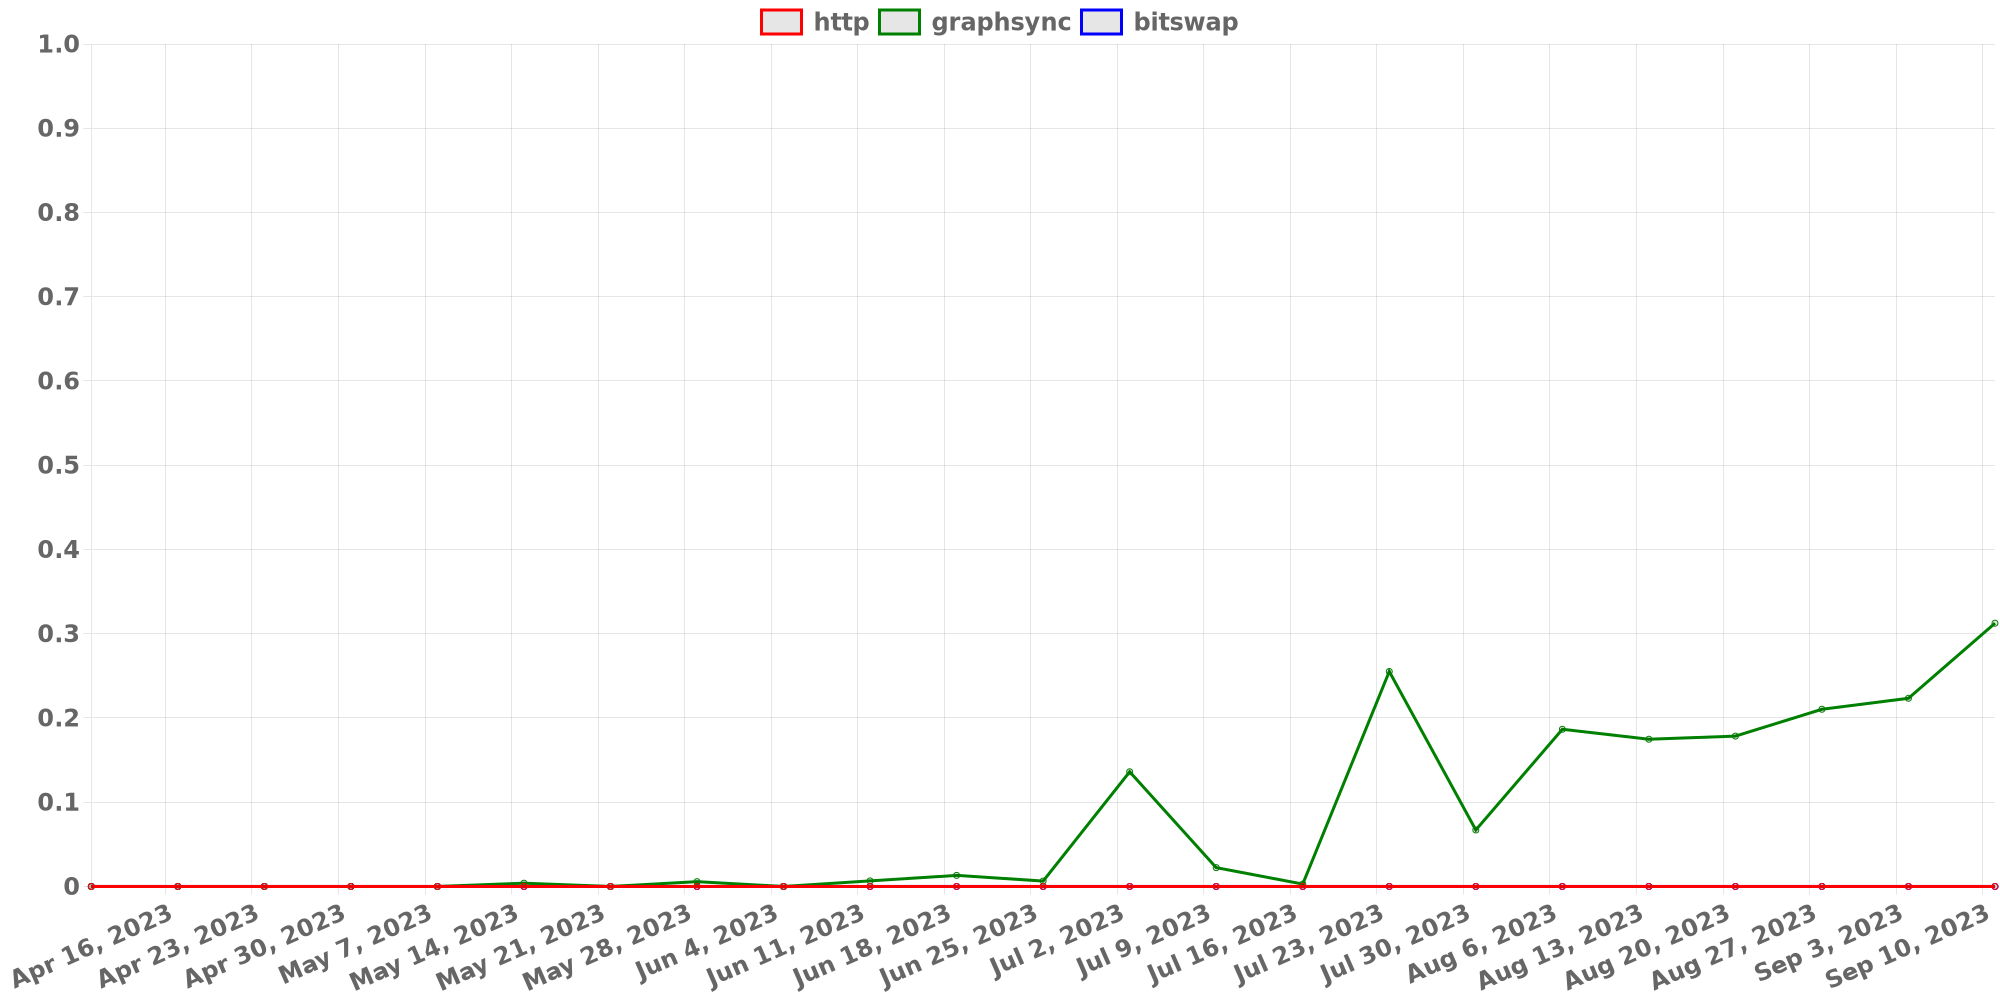 http graphsync bitswap
1.0
0.9
0.8
0.7
0.6
0.5
0.4
0.3
0.2
0.1
0
Apr 16, 2023
Apr 23, 2023
Apr 30, 2023
May 7, 2023
May 14, 2023
May 21, 2023
May 28, 2023
Jun 4, 2023
Jun 11, 2023
Jun 18, 2023
Jun 25, 2023
Jul 2, 2023
Jul 9, 2023
Jul 16, 2023
Jul 23, 2023
Jul 30, 2023
Aug 6, 2023
Aug 13, 2023
Aug 20, 2023
Aug 27, 2023
Sep 3, 2023
Sep 10, 2023